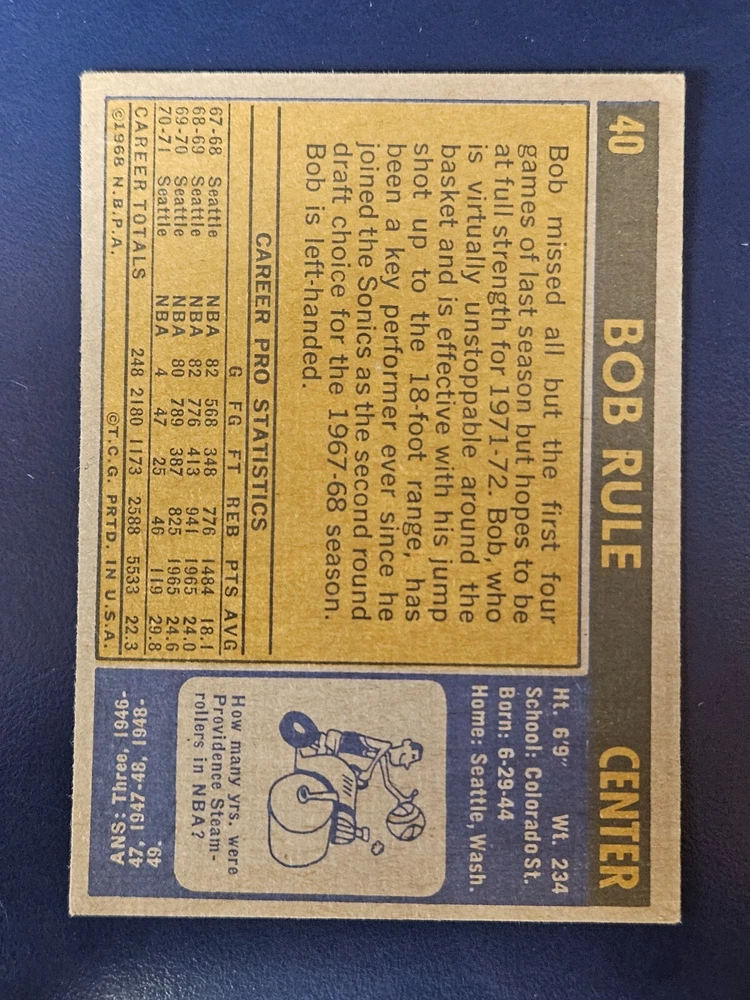 40 BOB RULE CENTER
Bob missed all but the first four
games of last season but hopes to be
at full strength for 1971-72. Bob, who
is virtually unstoppable around the
basket and is effective with his jump
shot up to the 18-foot range, has
been a key performer ever since he
joined the Sonics as the second round
draft choice for the 1967-68 season.
Bob is left-handed.
CAREER PRO STATISTICS
G FG FT REB PTS AVG
67-68 Seattle NBA 82 568 348 776 1484 18.1
68-69 Seattle NBA 82 776 413 941 1965 24.0
69-70 Seattle NBA 80 789 387 825 1965 24.6
70-71 Seattle NBA 4 47 25 46 119 29.8
CAREER TOTALS 248 2180 1173 2588 5533 22.3
©1968 N.B.P.A. ©T.C.G. PRTD. IN U.S.A.
Ht. 6'9" Wt. 234
School: Colorado St.
Born: 6-29-44
Home: Seattle, Wash.
How many yrs. were
Providence Steam-
rollers in NBA?
ANS: Three, 1946-
47, 1947-48, 1948-
49.